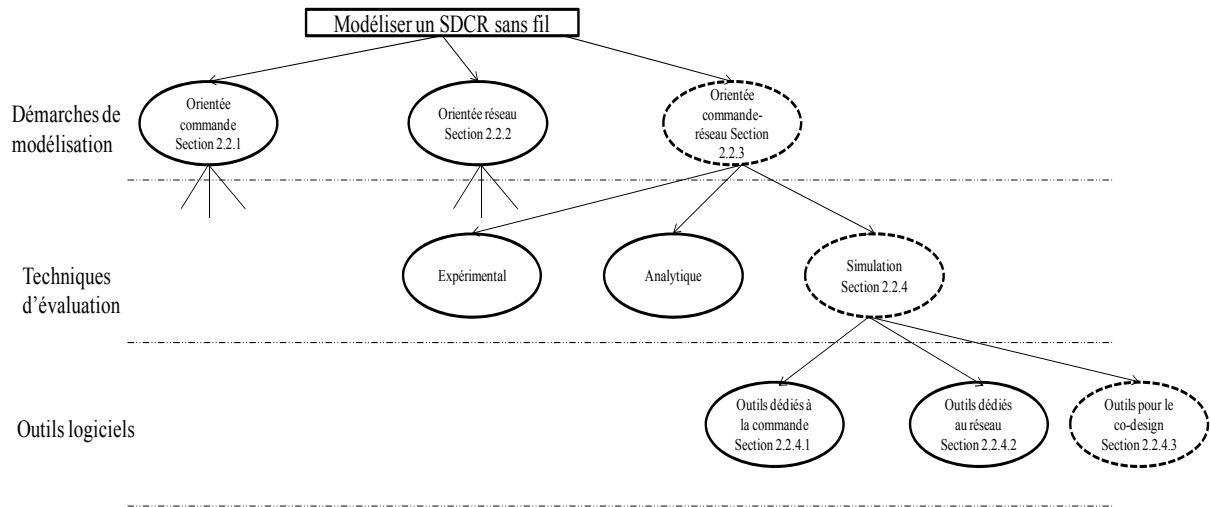 Modéliser un SDCR sans fil
Démarches de
modélisation
Orientée
commande
Section 2.2.1
Orientée réseau
Section 2.2.2
Orientée
commande-
réseau Section
2.2.3
Techniques
d'évaluation
Expérimental
Analytique
Simulation
Section 2.2.4
Outils logiciels
Outils dédiés à
la commande
Section 2.2.4.1
Outils dédiés
au réseau
Section 2.2.4.2
Outils pour le
co-design
Section 2.2.4.3